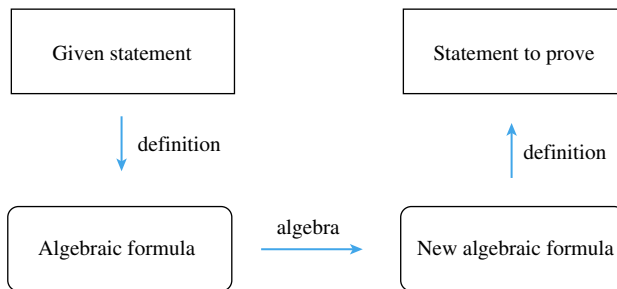 Given statement
Statement to prove
definition
definition
Algebraic formula
algebra
New algebraic formula